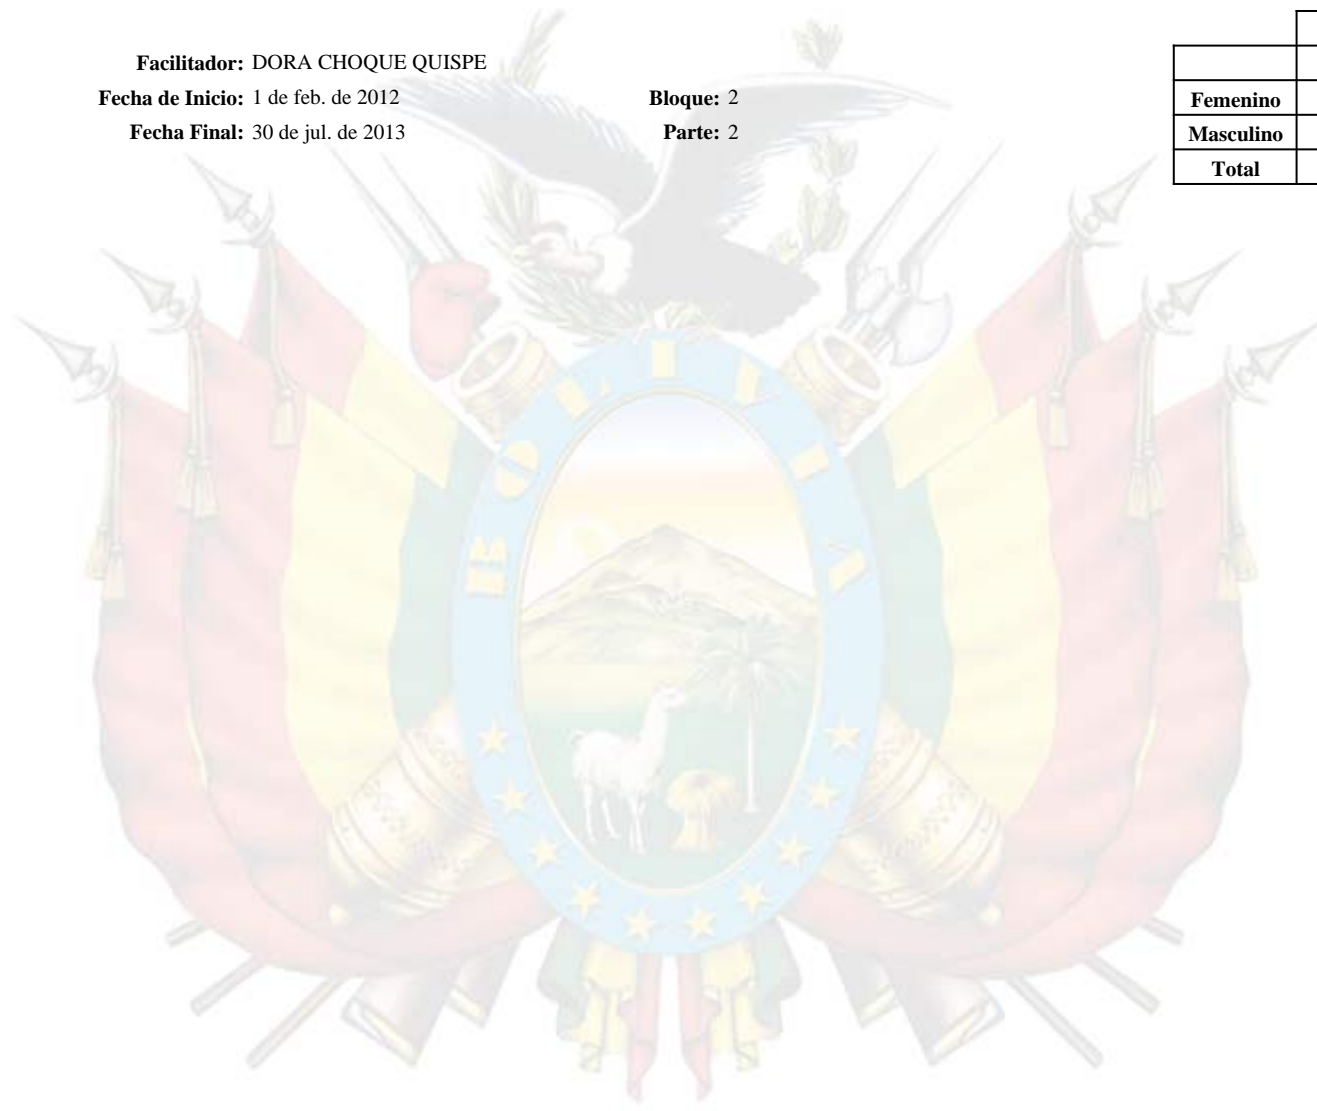 Facilitador: DORA CHOQUE QUISPE
Fecha de Inicio: 1 de feb. de 2012 Bloque: 2
Fecha Final: 30 de jul. de 2013 Parte: 2
Femenino
Masculino
Total
BOLIVIA